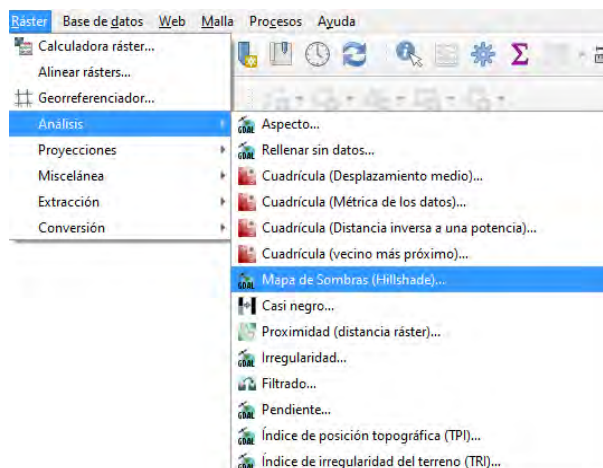 Ráster Base de datos Web Malla Procesos Ayuda
Calculadora ráster...
Alinear rásters...
Georreferenciador...
Análisis
Proyecciones
Miscelánea
Extracción
Conversión
Aspecto...
Rellenar sin datos...
Cuadrícula (Desplazamiento medio)...
Cuadrícula (Métrica de los datos)...
Cuadrícula (Distancia inversa a una potencia)...
Cuadrícula (vecino más próximo)...
Mapa de Sombras (Hillshade)...
Casi negro...
Proximidad (distancia ráster)...
Irregularidad...
Filtrado...
Pendiente...
Índice de posición topográfica (TPI)...
Índice de irregularidad del terreno (TRI)...